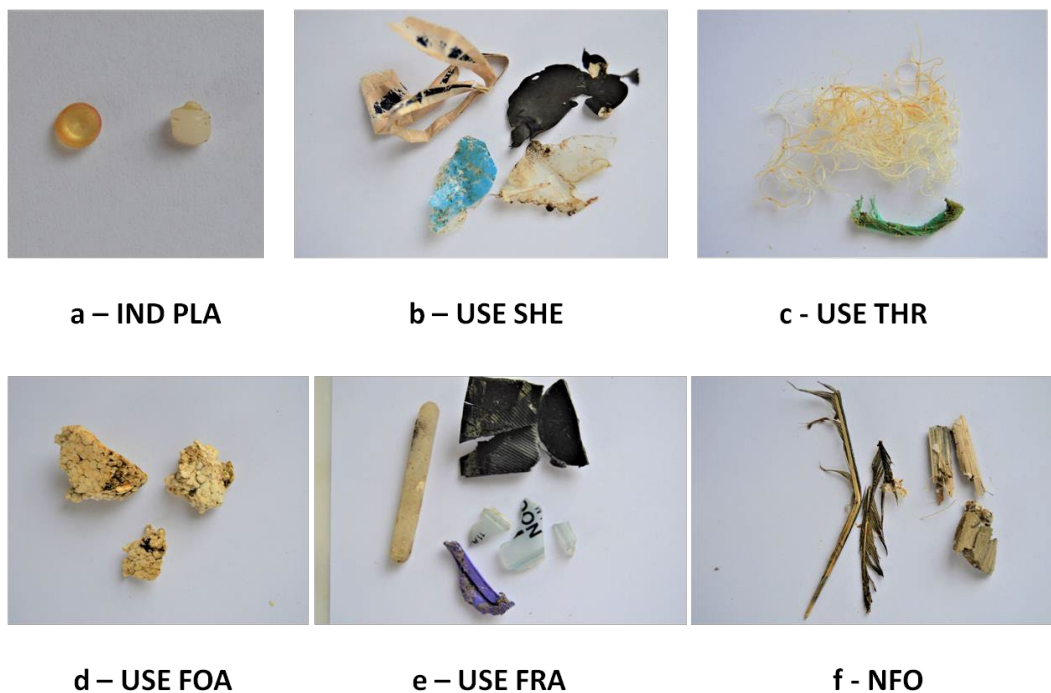 a – IND PLA
b – USE SHE
c - USE THR
d – USE FOA
e – USE FRA
f - NFO